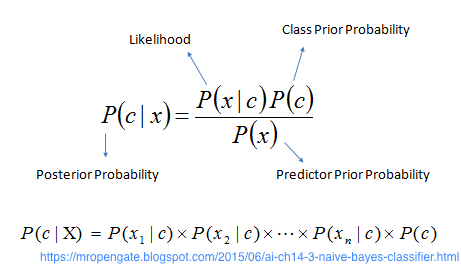 Likelihood
Class Prior Probability
P(c | x) = P(x | c)P(c) / P(x)
Posterior Probability
Predictor Prior Probability
P(c | X) = P(x₁ | c) × P(x₂ | c) × ⋯ × P(xₙ | c) × P(c)
https://mropengate.blogspot.com/2015/06/ai-ch14-3-naive-bayes-classifier.html